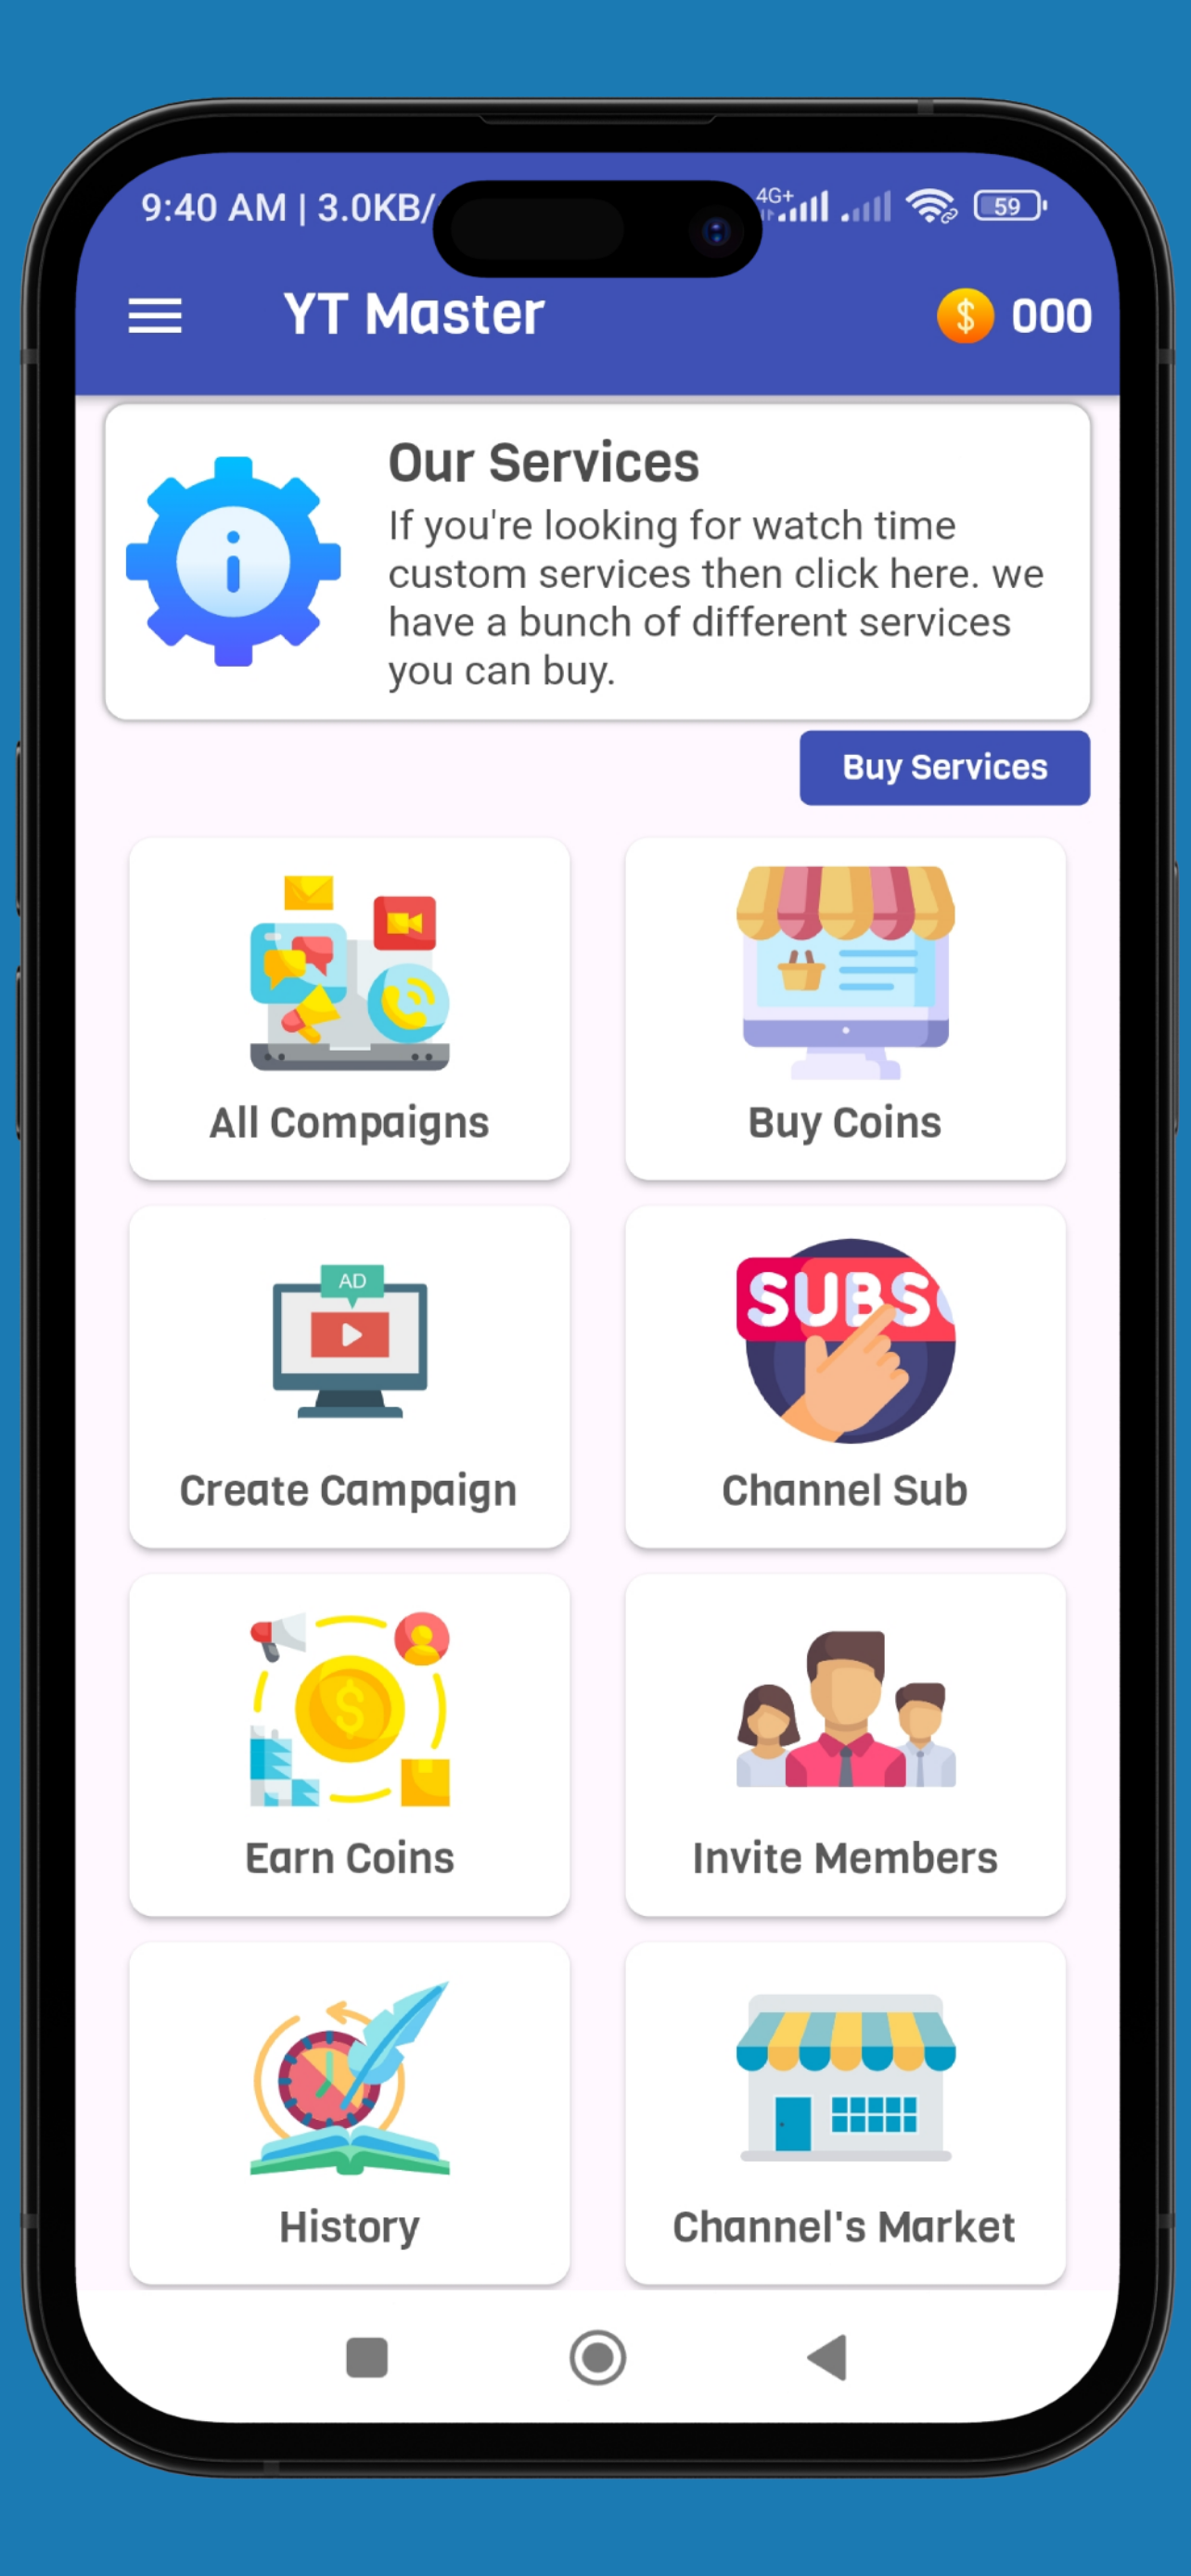 9:40 AM | 3.0KB/
4G+
59
YT Master
$ 000
Our Services
If you're looking for watch time
custom services then click here. we
have a bunch of different services
you can buy.
Buy Services
All Compaigns
Buy Coins
AD
SUBS
Create Campaign
Channel Sub
$
Earn Coins
Invite Members
History
Channel's Market